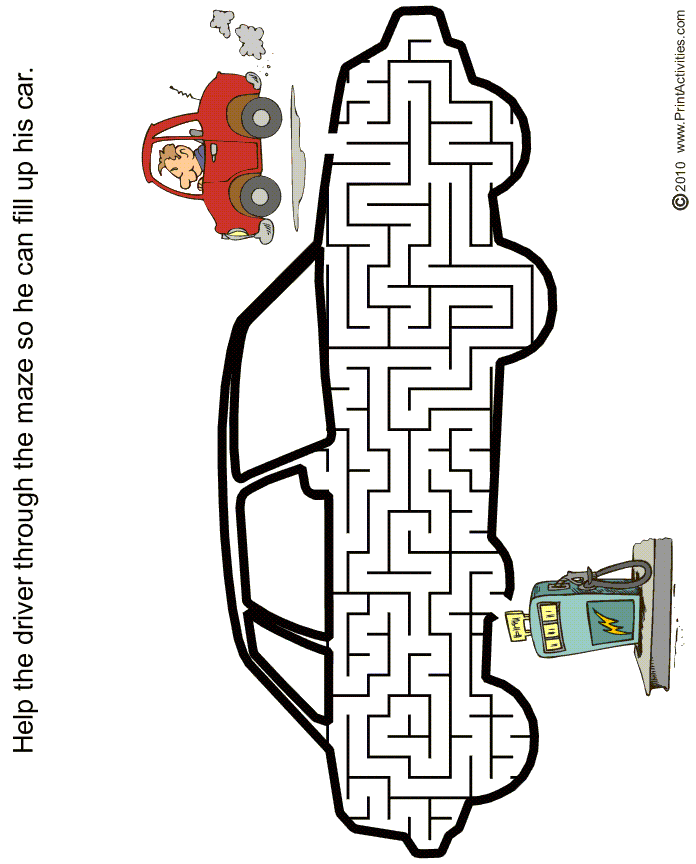 Help the driver through the maze so he can fill up his car.
©2010 www.PrintActivities.com